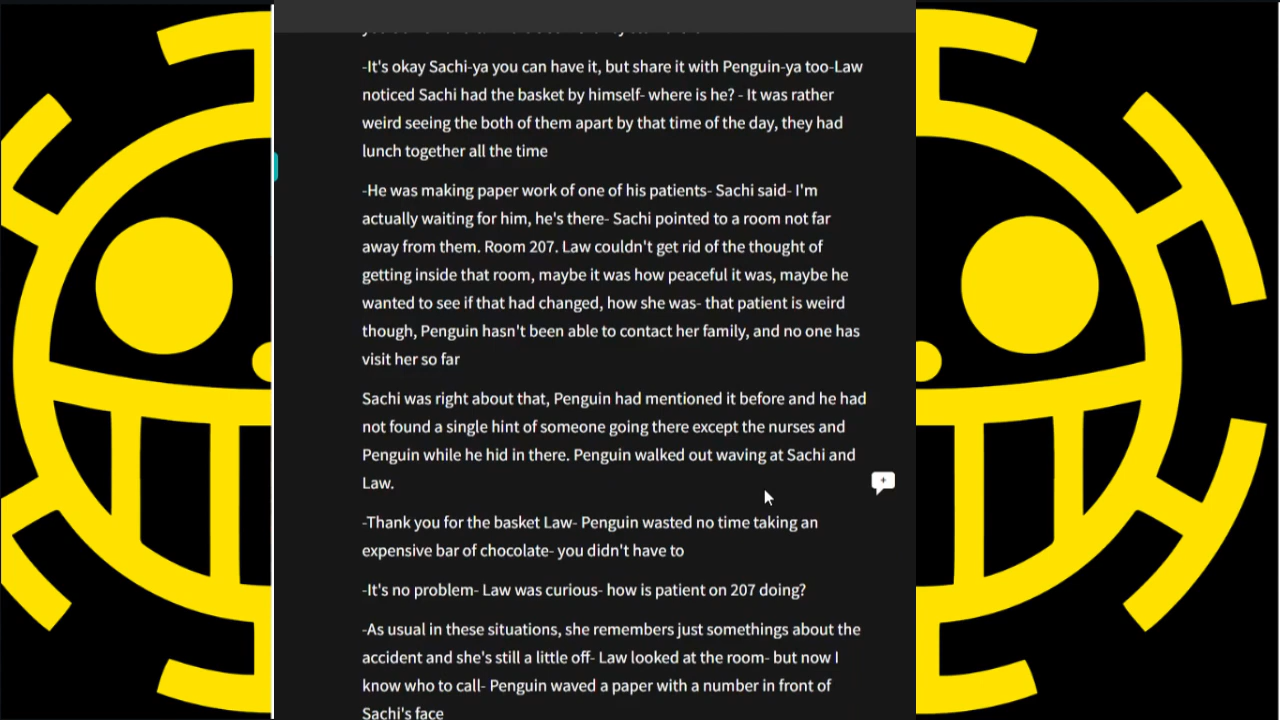 -It's okay Sachi-ya you can have it, but share it with Penguin-ya too-Law
noticed Sachi had the basket by himself- where is he? - It was rather
weird seeing the both of them apart by that time of the day, they had
lunch together all the time
-He was making paper work of one of his patients- Sachi said- I'm
actually waiting for him, he's there- Sachi pointed to a room not far
away from them. Room 207. Law couldn't get rid of the thought of
getting inside that room, maybe it was how peaceful it was, maybe he
wanted to see if that had changed, how she was- that patient is weird
though, Penguin hasn't been able to contact her family, and no one has
visit her so far
Sachi was right about that, Penguin had mentioned it before and he had
not found a single hint of someone going there except the nurses and
Penguin while he hid in there. Penguin walked out waving at Sachi and
Law.
-Thank you for the basket Law- Penguin wasted no time taking an
expensive bar of chocolate- you didn't have to
-It's no problem- Law was curious- how is patient on 207 doing?
-As usual in these situations, she remembers just somethings about the
accident and she's still a little off- Law looked at the room- but now I
know who to call- Penguin waved a paper with a number in front of
Sachi's face